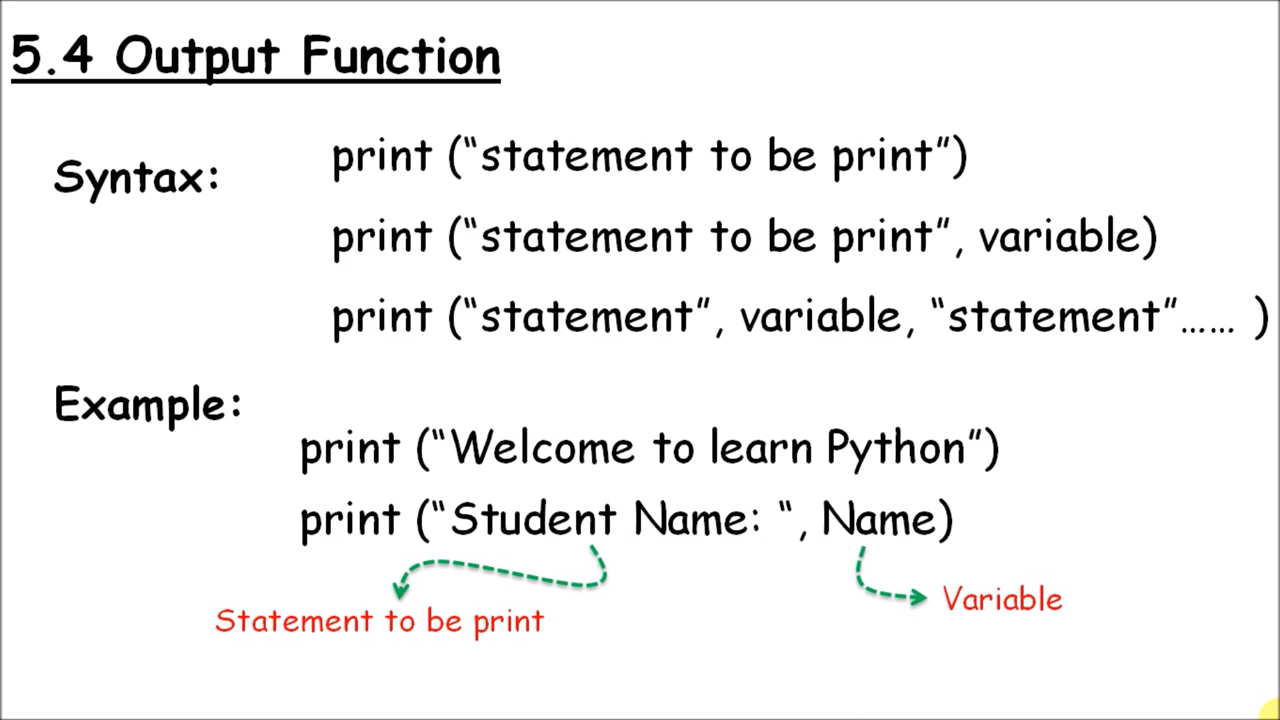 5.4 Output Function
Syntax:
print (“statement to be print”)
print (“statement to be print”, variable)
print (“statement”, variable, “statement”…… )
Example:
print (“Welcome to learn Python”)
print (“Student Name: “, Name)
Statement to be print
Variable